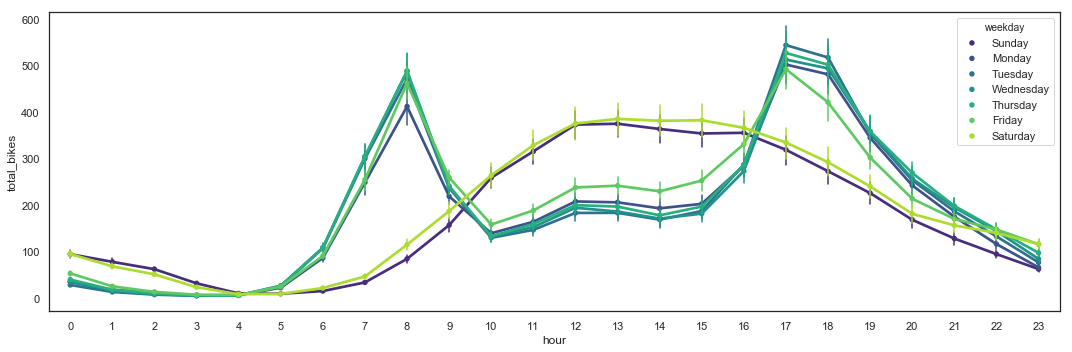 600
500
400
300
200
100
0
total_bikes
weekday
Sunday
Monday
Tuesday
Wednesday
Thursday
Friday
Saturday
0 1 2 3 4 5 6 7 8 9 10 11 12 13 14 15 16 17 18 19 20 21 22 23
hour